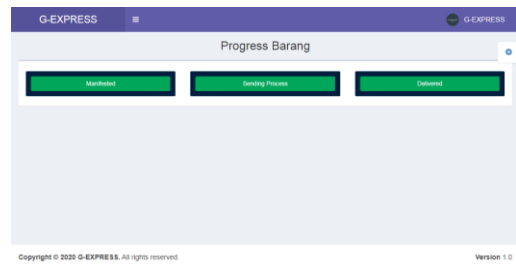 G-EXPRESS
G-EXPRESS
Progress Barang
Manifested
Sending Process
Delivered
Copyright © 2020 G-EXPRESS. All rights reserved.
Version 1.0